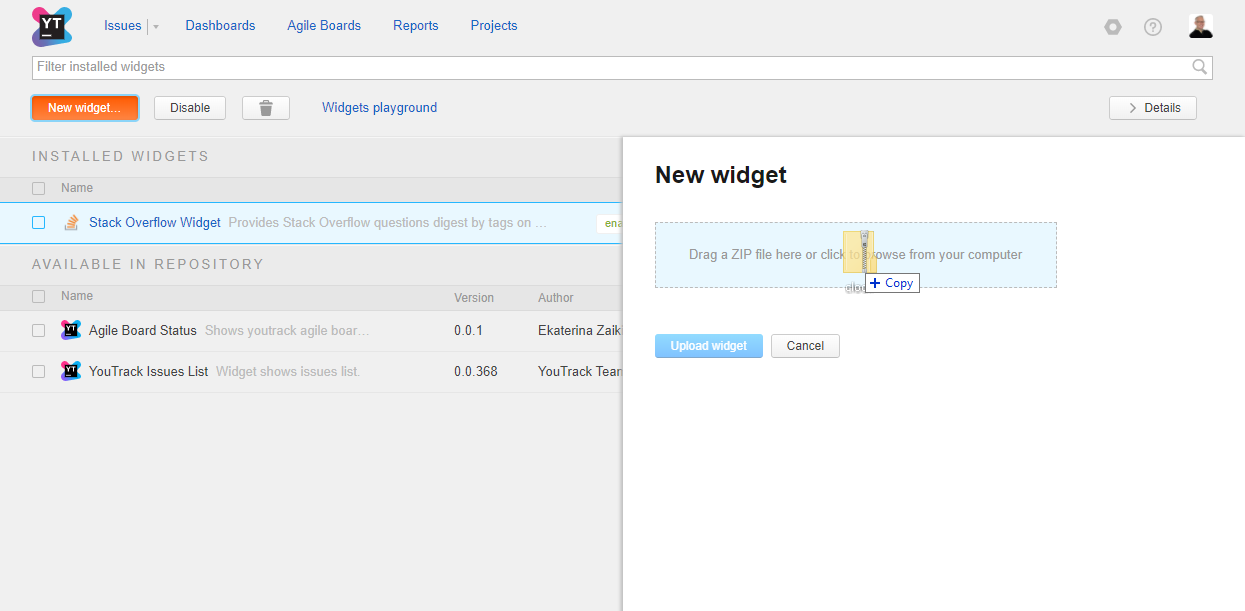 YT
Issues Dashboards Agile Boards Reports Projects
Filter installed widgets
New widget... Disable Widgets playground Details
INSTALLED WIDGETS
Name
Stack Overflow Widget Provides Stack Overflow questions digest by tags on ... ena
AVAILABLE IN REPOSITORY
Name Version Author
YT Agile Board Status Shows youtrack agile boar... 0.0.1 Ekaterina Zaik
YT YouTrack Issues List Widget shows issues list. 0.0.368 YouTrack Tear
New widget
Drag a ZIP file here or click to browse from your computer
+ Copy
Upload widget Cancel